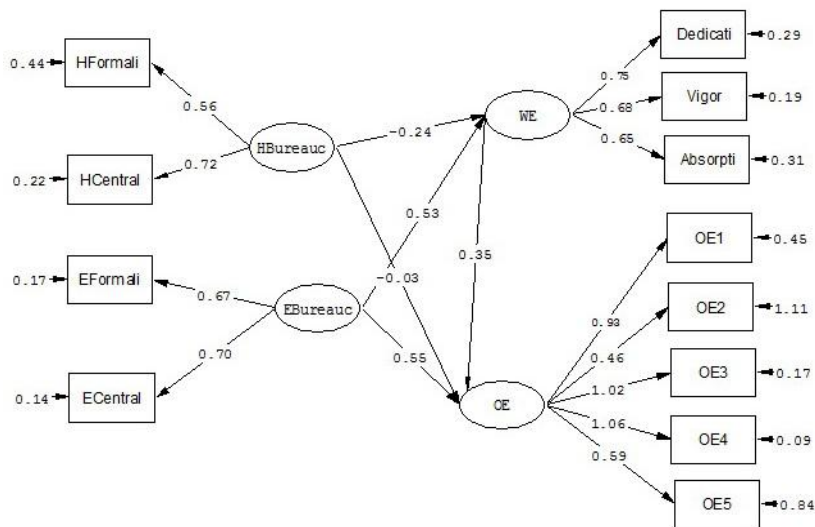 Dedicati
0.29
0.44
HFormali
0.75
0.56
0.68
Vigor
0.19
WE
HBureauc
-0.24
0.65
Absorpti
0.31
0.72
0.22
HCentral
0.53
OE1
0.45
0.35
0.17
EFormali
-0.03
0.67
EBureauc
0.93
OE2
1.11
0.46
0.70
0.55
1.02
OE3
0.17
0.14
ECentral
OE
1.06
OE4
0.09
0.59
OE5
0.84